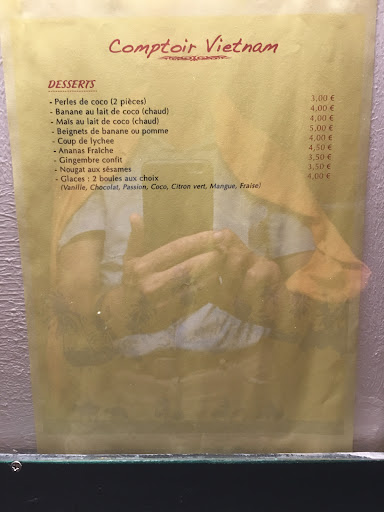 Comptoir Vietnam
DESSERTS
- Perles de coco (2 pièces) 3,00 €
- Banane au lait de coco (chaud) 4,00 €
- Maïs au lait de coco (chaud) 4,00 €
- Beignets de banane ou pomme 5,00 €
- Coup de lychee 4,00 €
- Ananas Fraîche 4,50 €
- Gingembre confit 3,50 €
- Nougat aux sésames 3,50 €
- Glaces : 2 boules aux choix 4,00 €
(Vanille, Chocolat, Passion, Coco, Citron vert, Mangue, Fraise)